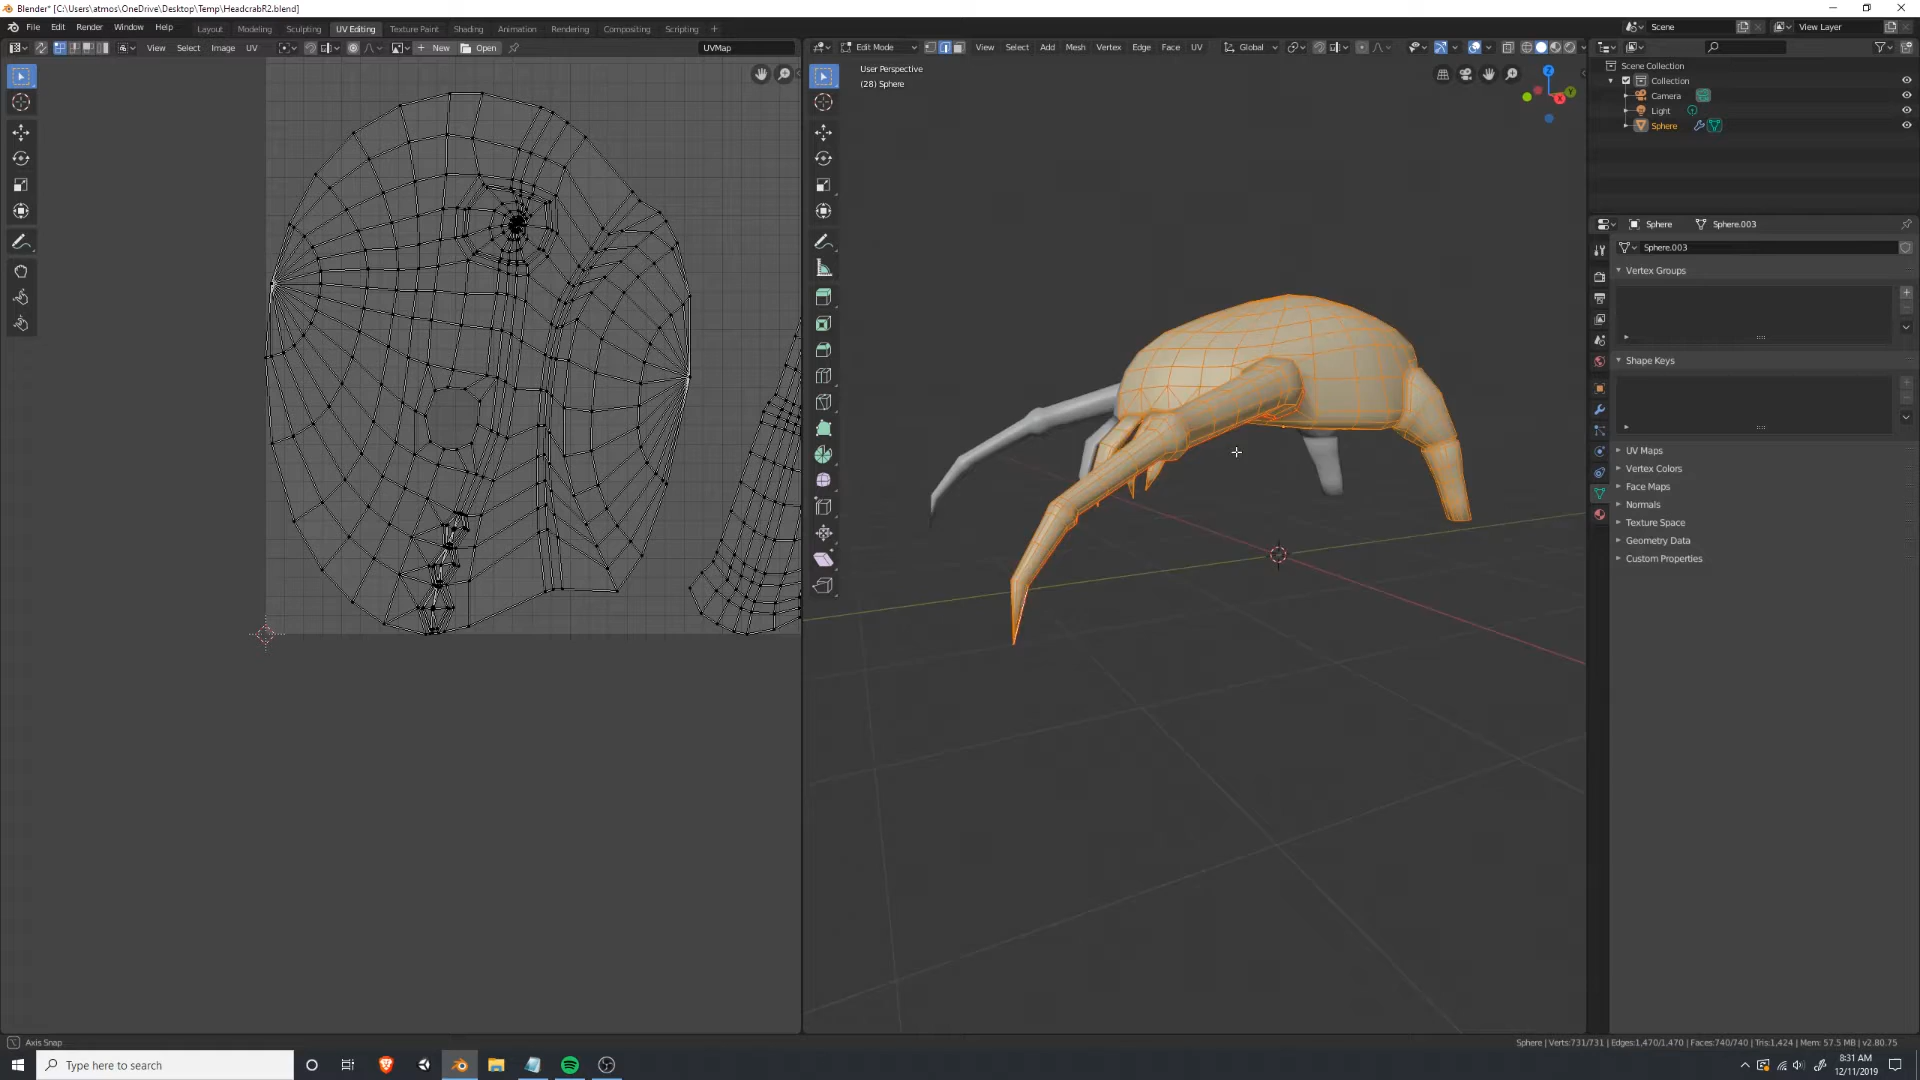 Blender* [C:\Users\atmos\OneDrive\Desktop\Temp\HeadcrabR2.blend]
File Edit Render Window Help Layout Modeling Sculpting UV Editing Texture Paint Shading Animation Rendering Compositing Scripting + Scene View Layer
View Select Image UV New Open UVMap Edit Mode View Select Add Mesh Vertex Edge Face UV Global
User Perspective
(28) Sphere
Scene Collection
Collection
Camera
Light
Sphere
Sphere Sphere.003
Sphere.003
Vertex Groups
Shape Keys
UV Maps
Vertex Colors
Face Maps
Normals
Texture Space
Geometry Data
Custom Properties
Axis Snap
Sphere | Verts:731/731 | Edges:1,470/1,470 | Faces:740/740 | Tris:1,424 | Mem: 57.5 MB | v2.80.75
Type here to search
8:31 AM
12/11/2019